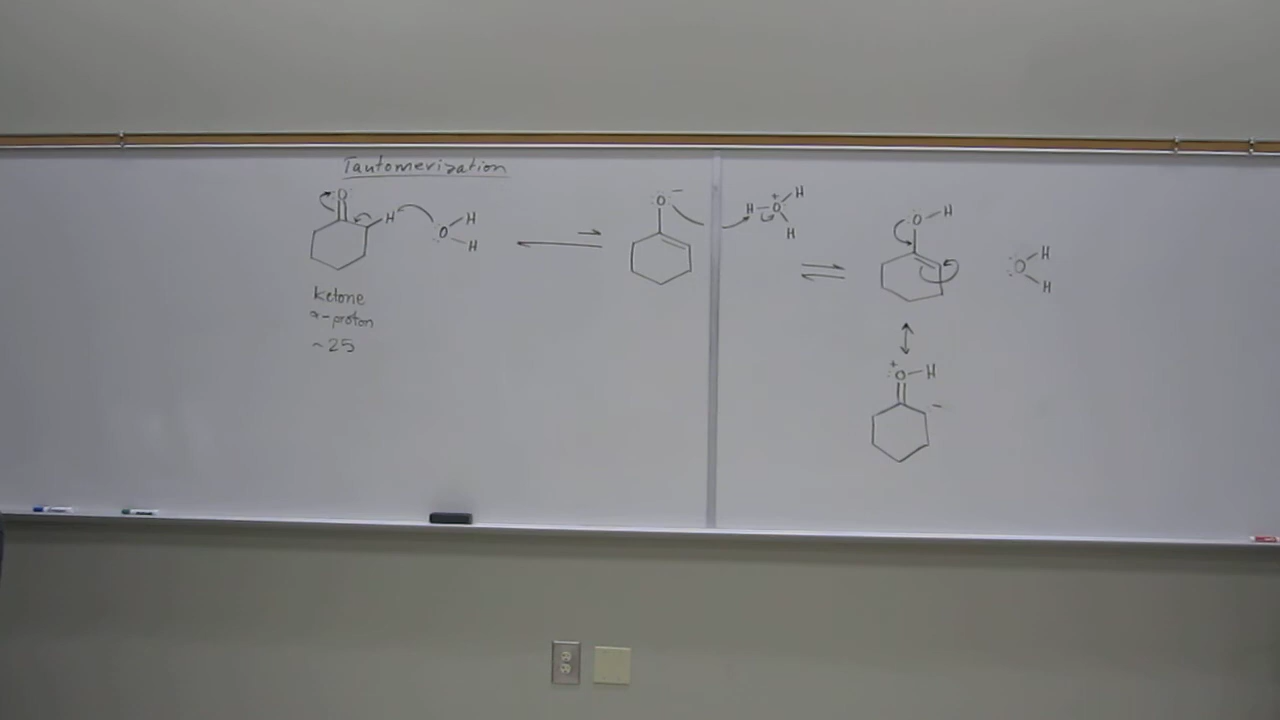 Tautomerization
O
H
O
H
H
ketone
α-proton
~25
O −
H
O +
H
H
O
H
O
H
H
+
O
H
−